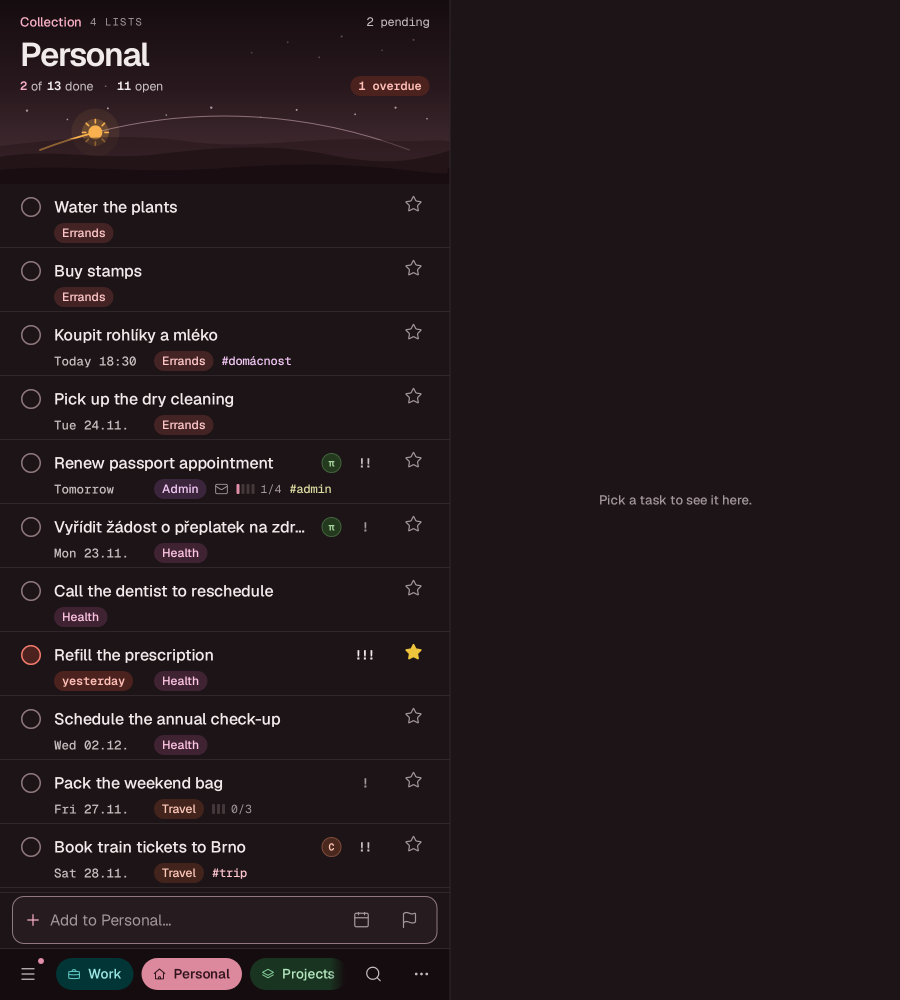 Collection 4 LISTS 2 pending
Personal
2 of 13 done · 11 open 1 overdue
Water the plants
Errands
Buy stamps
Errands
Koupit rohlíky a mléko
Today 18:30 Errands #domácnost
Pick up the dry cleaning
Tue 24.11. Errands
Renew passport appointment π !!
Tomorrow Admin 1/4 #admin
Vyřídit žádost o přeplatek na zdr… π !
Mon 23.11. Health
Call the dentist to reschedule
Health
Refill the prescription !!!
yesterday Health
Schedule the annual check-up
Wed 02.12. Health
Pack the weekend bag !
Fri 27.11. Travel 0/3
Book train tickets to Brno C !!
Sat 28.11. Travel #trip
Pick a task to see it here.
Add to Personal…
Work Personal Projects